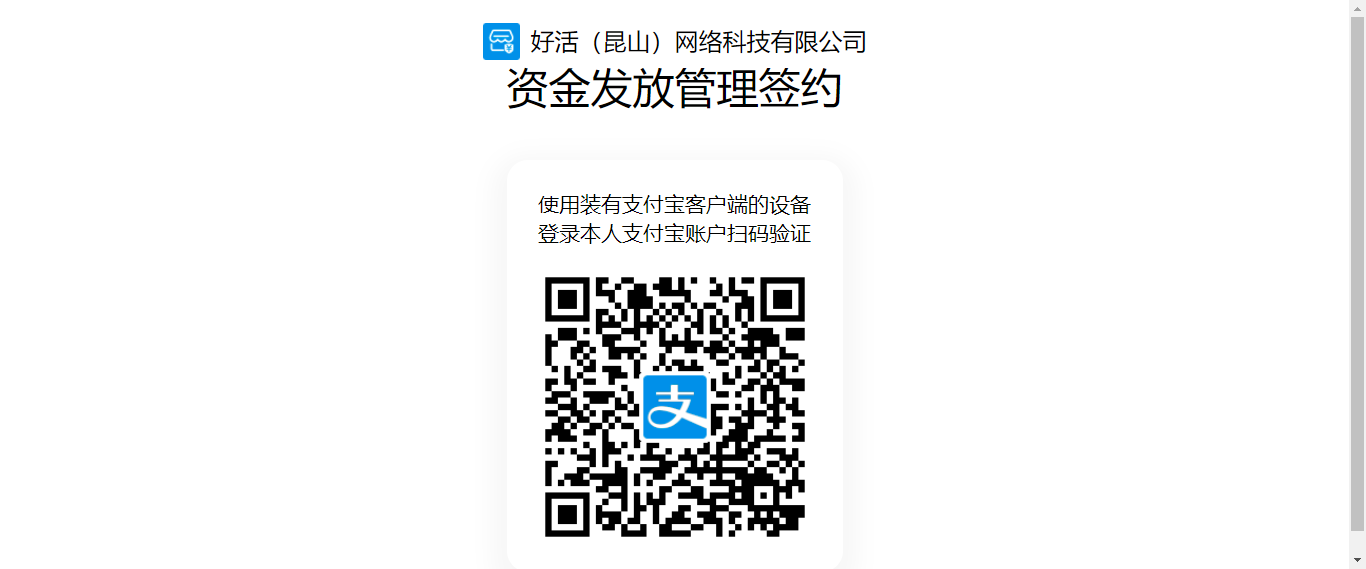 好活（昆山）网络科技有限公司
资金发放管理签约
使用装有支付宝客户端的设备
登录本人支付宝账户扫码验证
支